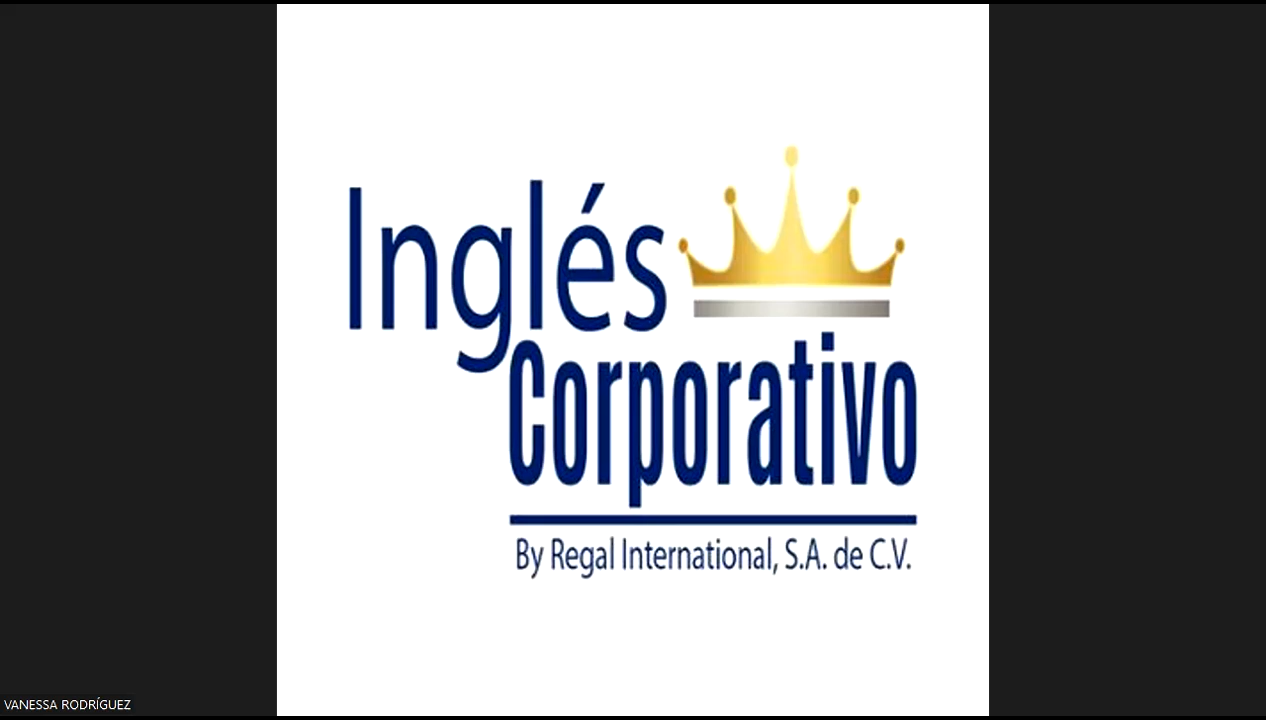 Inglés
Corporativo
By Regal International, S.A. de C.V.
VANESSA RODRÍGUEZ